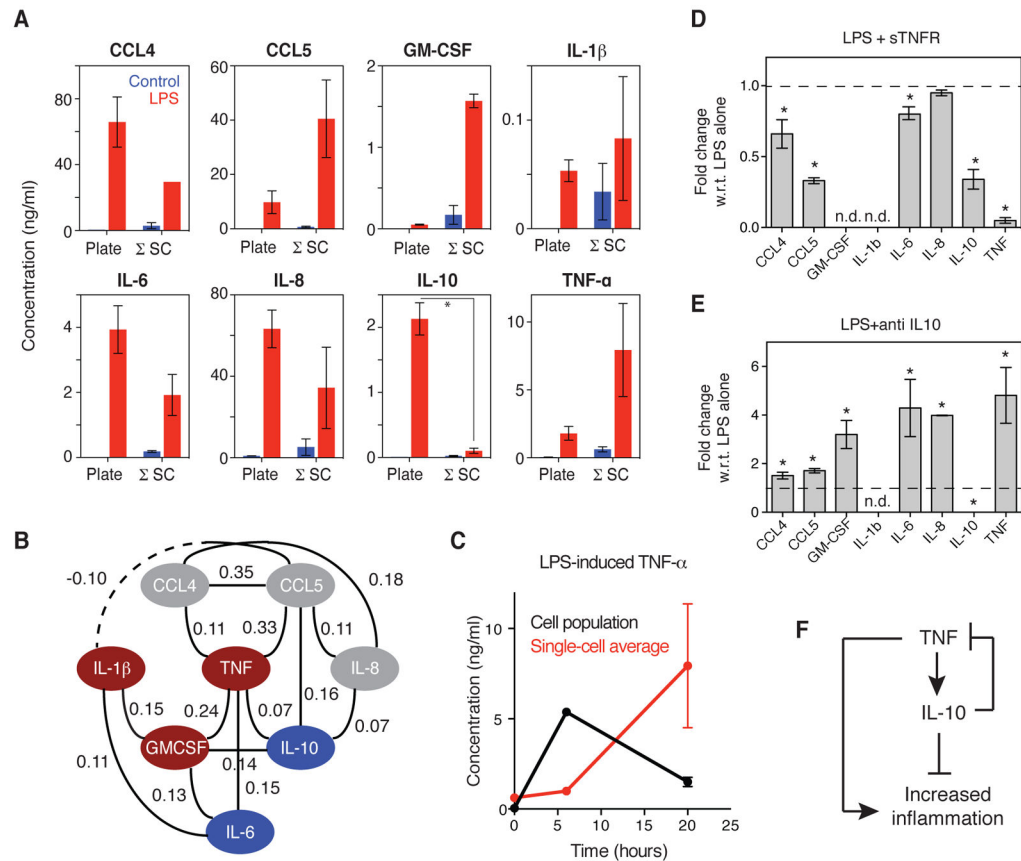 A
CCL4
CCL5
GM-CSF
IL-1β
Control
LPS
Concentration (ng/ml)
80
40
0
60
40
20
0
2
1
0
0.1
0
Plate Σ SC
Plate Σ SC
Plate Σ SC
Plate Σ SC
IL-6
IL-8
IL-10
TNF-α
4
2
0
80
40
0
2
1
0
*
10
5
0
Plate Σ SC
Plate Σ SC
Plate Σ SC
Plate Σ SC
B
-0.10
CCL4
0.35
CCL5
0.18
0.11
0.33
0.11
IL-1β
TNF
IL-8
0.16
0.15
0.24
0.07
0.07
GMCSF
IL-10
0.11
0.14
0.13
0.15
IL-6
C
LPS-induced TNF-α
Cell population
Single-cell average
Concentration (ng/ml)
10
5
0
0 5 10 15 20 25
Time (hours)
D
LPS + sTNFR
Fold change
w.r.t. LPS alone
1.0
0.5
0.0
*
*
n.d.
n.d.
*
*
*
CCL4
CCL5
GM-CSF
IL-1b
IL-6
IL-8
IL-10
TNF
E
LPS+anti IL10
Fold change
w.r.t. LPS alone
6
4
2
0
*
*
*
n.d.
*
*
*
*
CCL4
CCL5
GM-CSF
IL-1b
IL-6
IL-8
IL-10
TNF
F
TNF
IL-10
Increased
inflammation